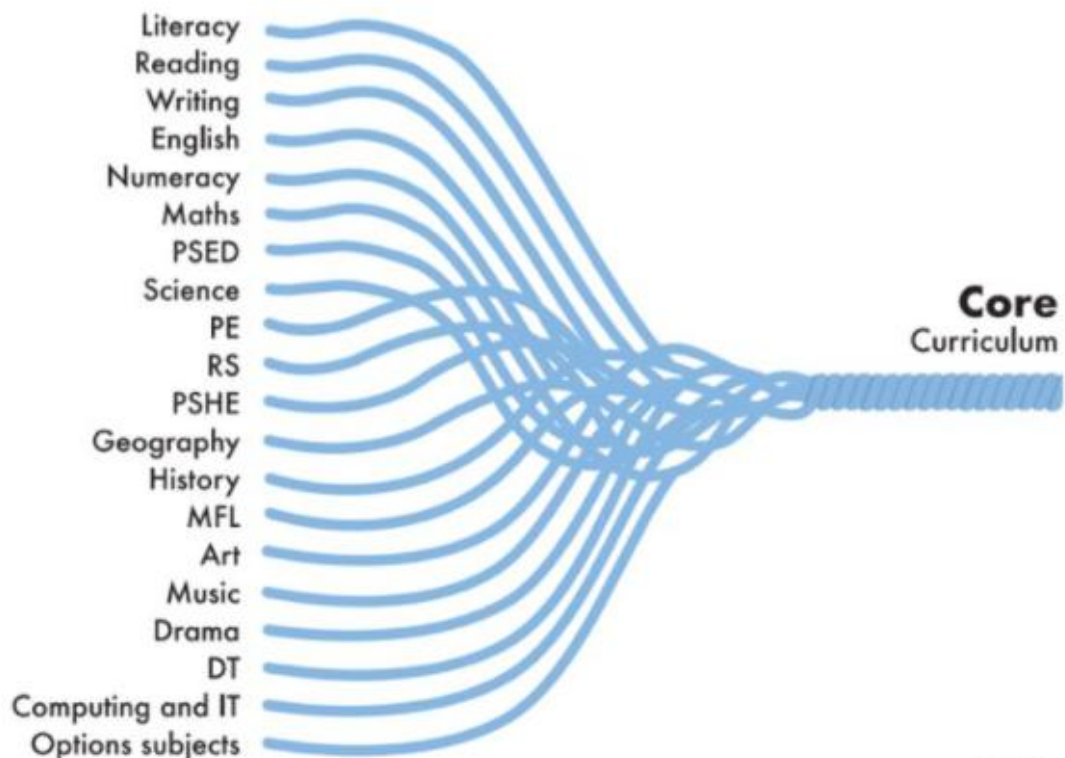 Literacy
Reading
Writing
English
Numeracy
Maths
PSED
Science
PE
RS
PSHE
Geography
History
MFL
Art
Music
Drama
DT
Computing and IT
Options subjects
Core
Curriculum